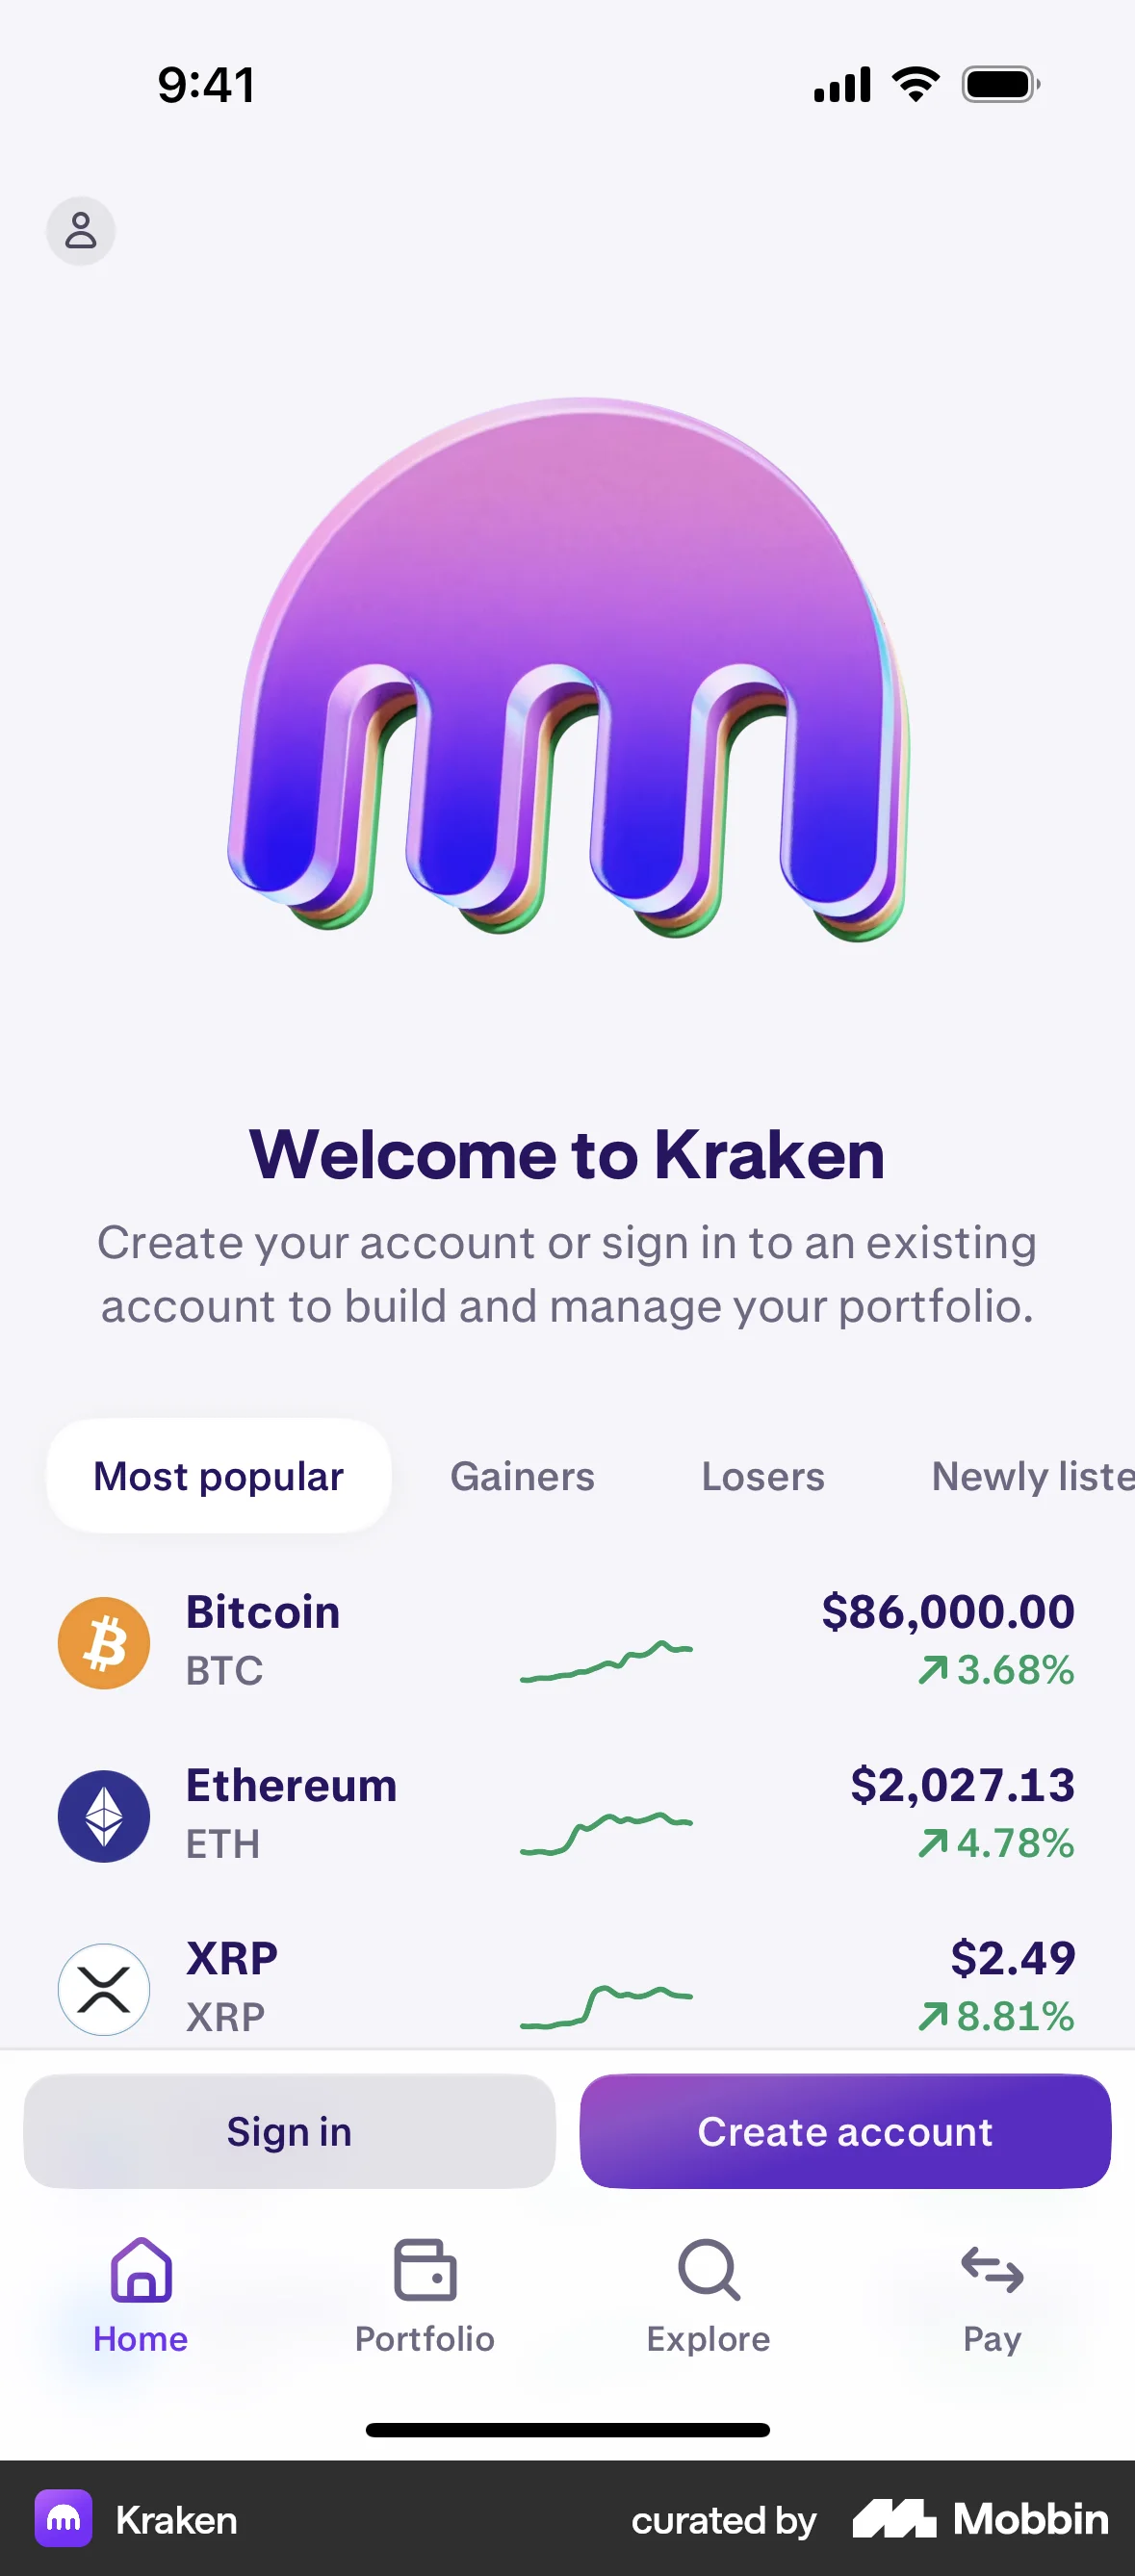 9:41
Welcome to Kraken
Create your account or sign in to an existing
account to build and manage your portfolio.
Most popular Gainers Losers Newly liste
Bitcoin $86,000.00
BTC 3.68%
Ethereum $2,027.13
ETH 4.78%
XRP $2.49
XRP 8.81%
Sign in Create account
Home Portfolio Explore Pay
Kraken curated by Mobbin